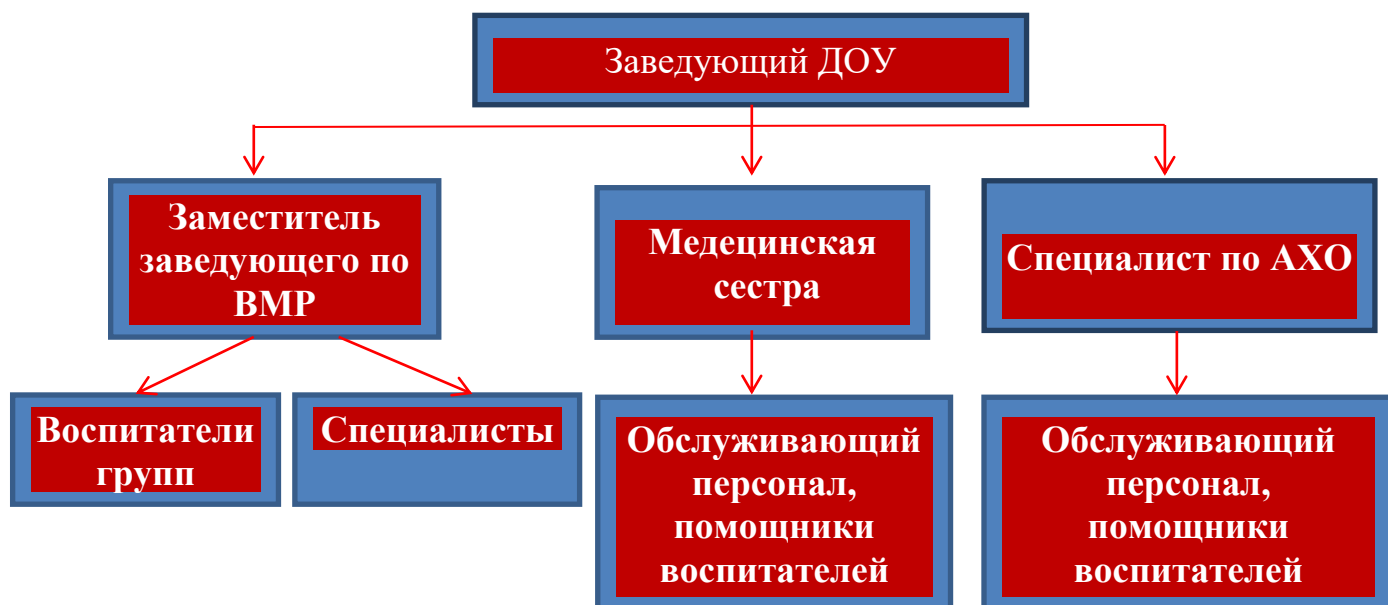 Заведующий ДОУ
Заместитель
заведующего по
ВМР
Медецинская
сестра
Специалист по АХО
Воспитатели
групп
Специалисты
Обслуживающий
персонал,
помощники
воспитателей
Обслуживающий
персонал,
помощники
воспитателей